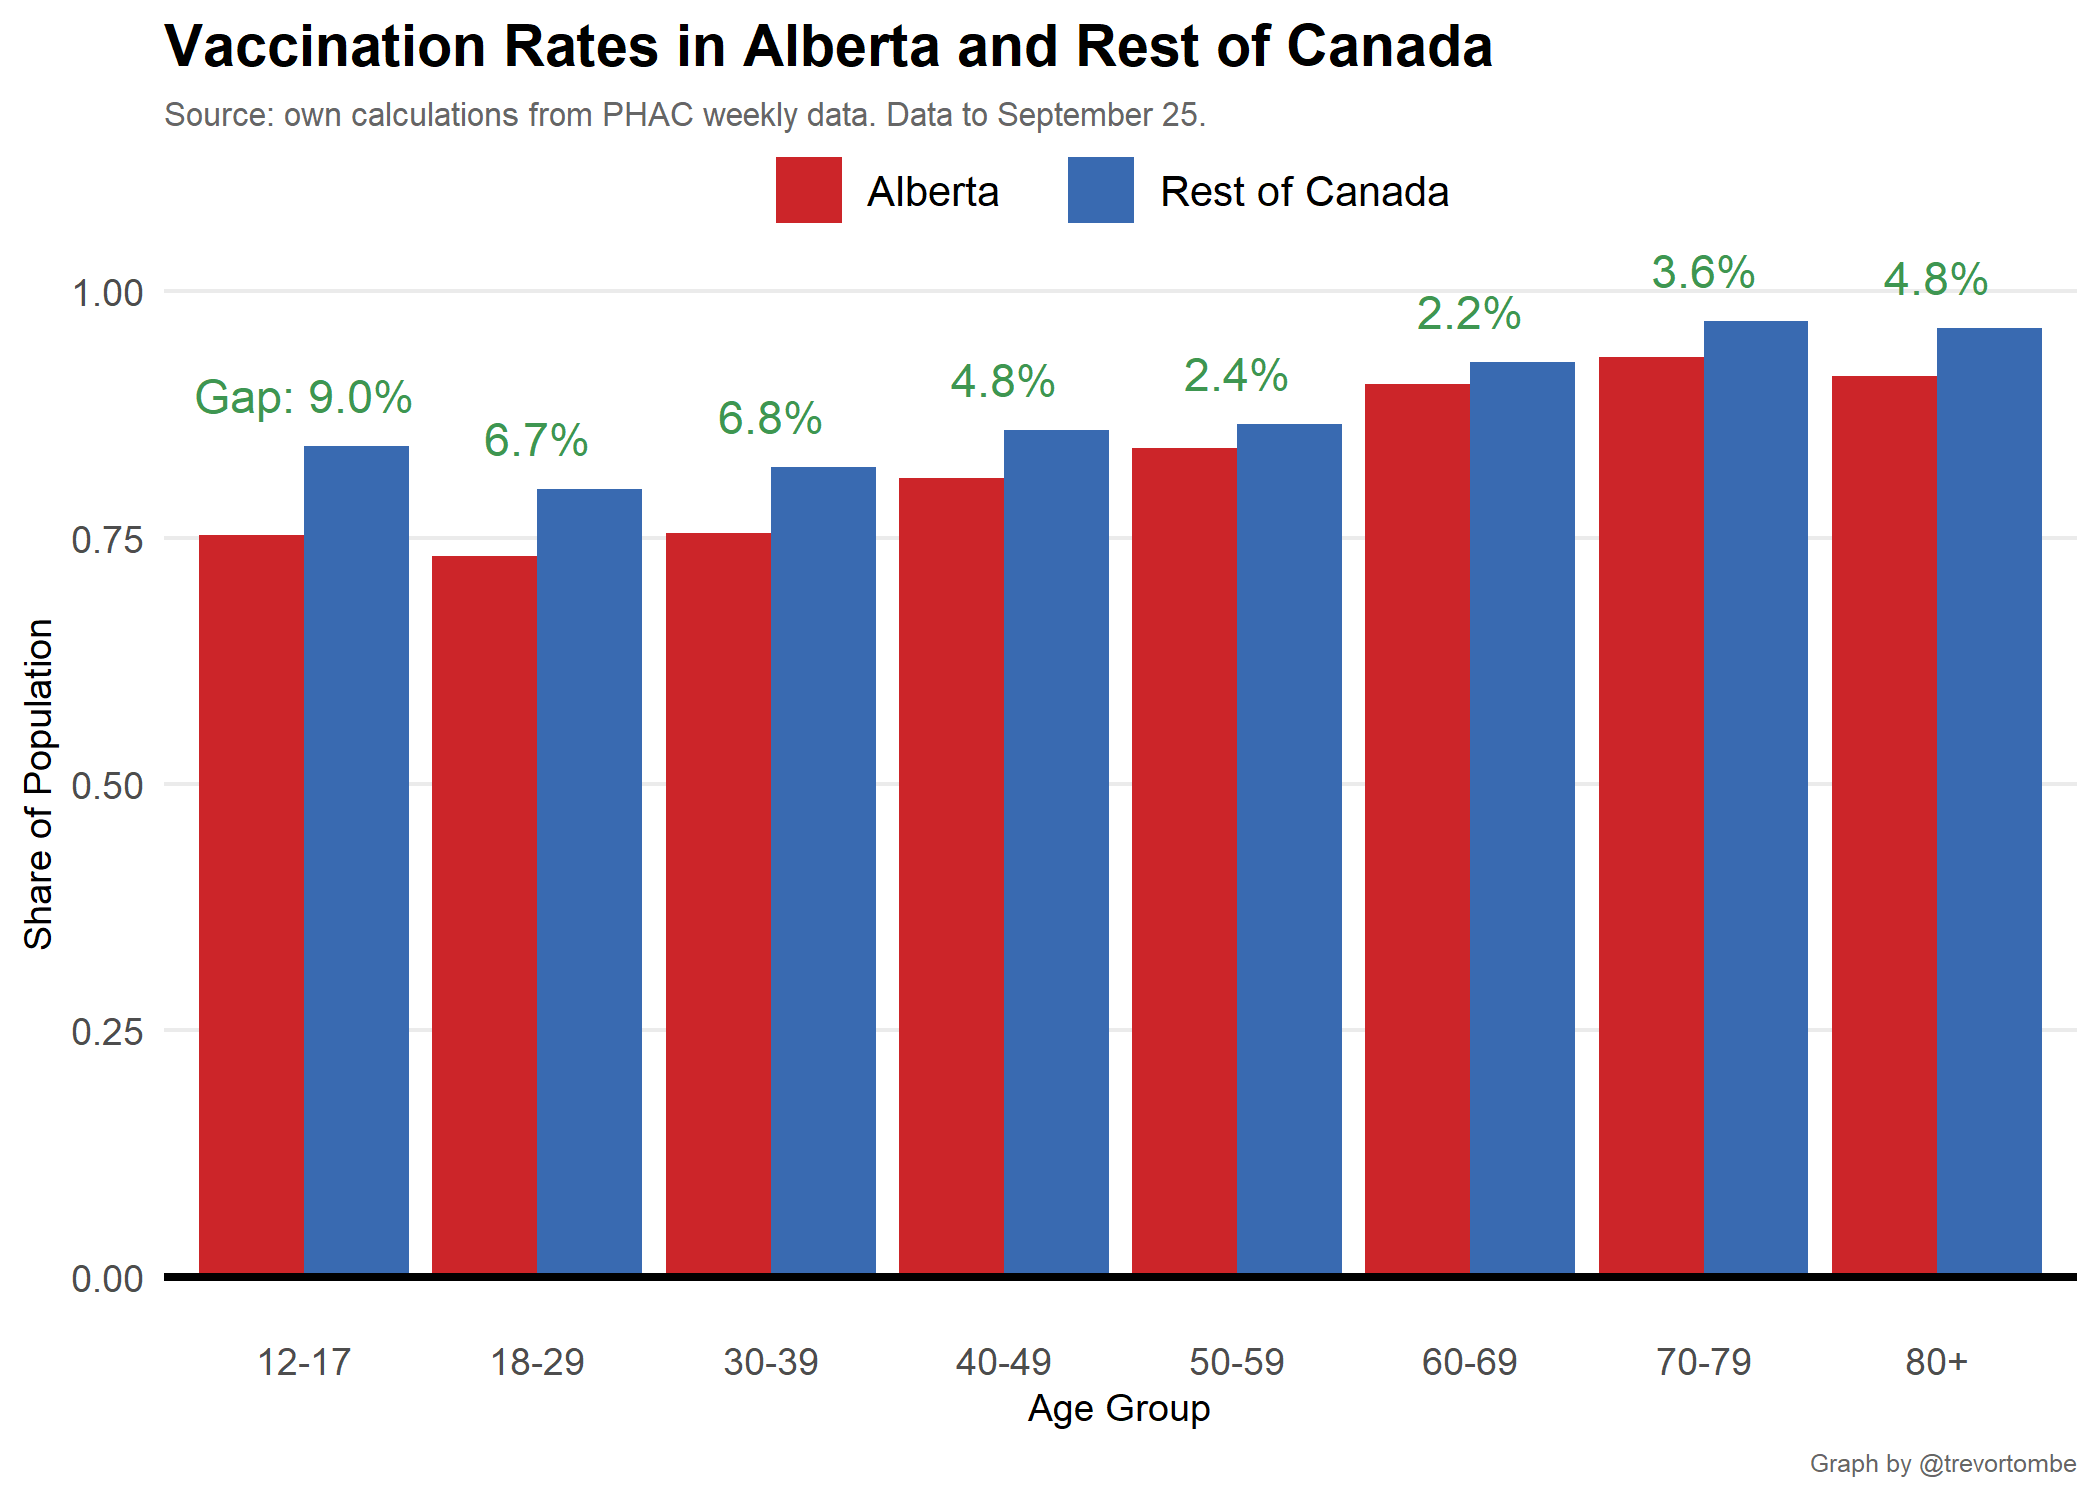 Vaccination Rates in Alberta and Rest of Canada
Source: own calculations from PHAC weekly data. Data to September 25.
Alberta
Rest of Canada
Share of Population
1.00
0.75
0.50
0.25
0.00
Gap: 9.0%
6.7%
6.8%
4.8%
2.4%
2.2%
3.6%
4.8%
12-17
18-29
30-39
40-49
50-59
60-69
70-79
80+
Age Group
Graph by @trevortombe